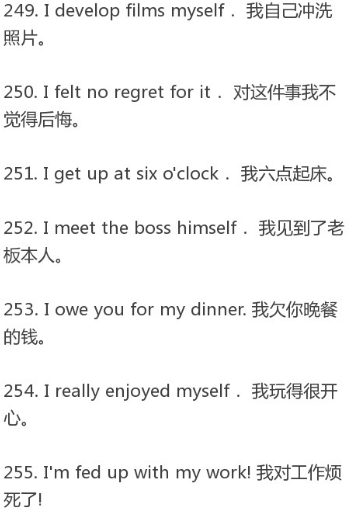 249. I develop films myself． 我自己冲洗
照片。
250. I felt no regret for it． 对这件事我不
觉得后悔。
251. I get up at six o'clock． 我六点起床。
252. I meet the boss himself． 我见到了老
板本人。
253. I owe you for my dinner. 我欠你晚餐
的钱。
254. I really enjoyed myself． 我玩得很开
心。
255. I'm fed up with my work! 我对工作烦
死了!